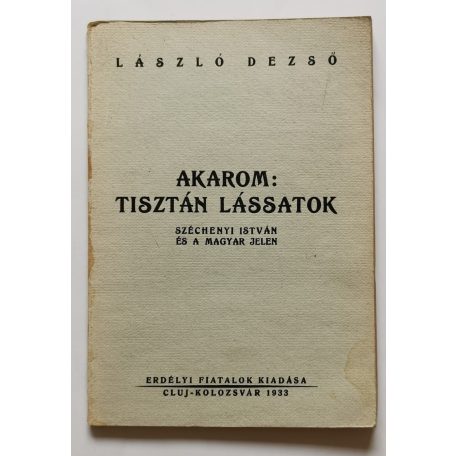 LÁSZLÓ DEZSŐ
AKAROM:
TISZTÁN LÁSSATOK
SZÉCHENYI ISTVÁN
ÉS A MAGYAR JELEN
ERDÉLYI FIATALOK KIADÁSA
CLUJ-KOLOZSVÁR 1933